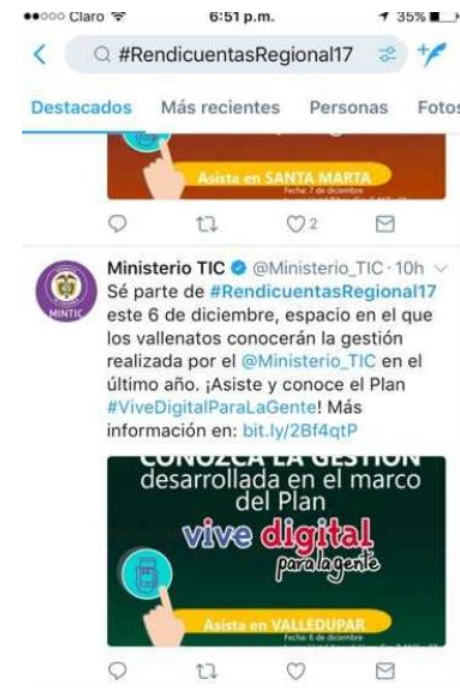 Claro 6:51 p.m. 35%
#RendicuentasRegional17
Destacados Más recientes Personas Fotos
Asista en SANTA MARTA
Fecha: 7 de diciembre
2
Ministerio TIC @Ministerio_TIC · 10h
Sé parte de #RendicuentasRegional17
este 6 de diciembre, espacio en el que
los vallenatos conocerán la gestión
realizada por el @Ministerio_TIC en el
último año. ¡Asiste y conoce el Plan
#ViveDigitalParaLaGente! Más
información en: bit.ly/2Bf4qtP
MINTIC
CONOZCA LA GESTIÓN
desarrollada en el marco
del Plan
vive digital
para la gente
Asista en VALLEDUPAR
Fecha: 6 de diciembre